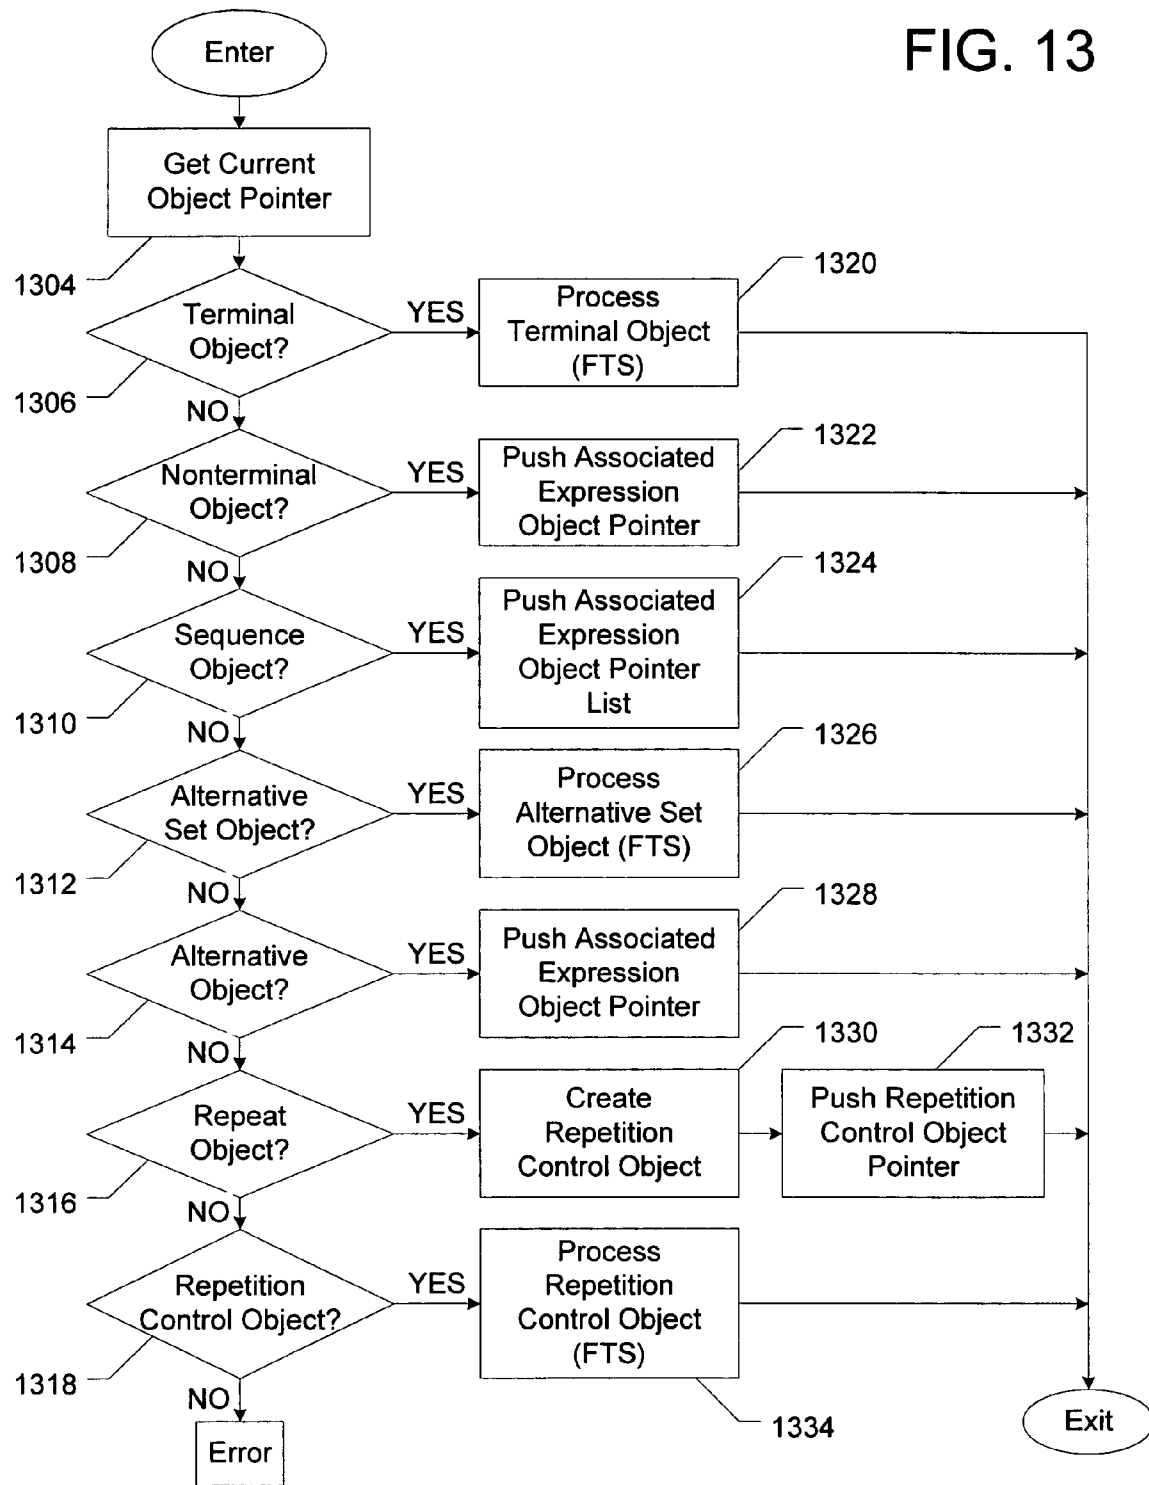 FIG. 13
Enter
Get Current
Object Pointer
1304
Terminal
Object?
1306
YES
Process
Terminal Object
(FTS)
1320
NO
Nonterminal
Object?
1308
YES
Push Associated
Expression
Object Pointer
1322
NO
Sequence
Object?
1310
YES
Push Associated
Expression
Object Pointer
List
1324
NO
Alternative
Set Object?
1312
YES
Process
Alternative Set
Object (FTS)
1326
NO
Alternative
Object?
1314
YES
Push Associated
Expression
Object Pointer
1328
NO
Repeat
Object?
1316
YES
Create
Repetition
Control Object
1330
Push Repetition
Control Object
Pointer
1332
NO
Repetition
Control Object?
1318
YES
Process
Repetition
Control Object
(FTS)
1334
NO
Error
Exit